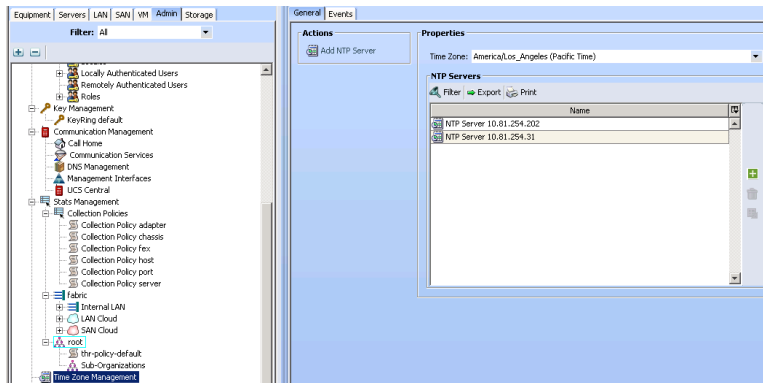 Equipment Servers LAN SAN VM Admin Storage
Filter: All
Locally Authenticated Users
Remotely Authenticated Users
Roles
Key Management
KeyRing default
Communication Management
Call Home
Communication Services
DNS Management
Management Interfaces
UCS Central
Stats Management
Collection Policies
Collection Policy adapter
Collection Policy chassis
Collection Policy fex
Collection Policy host
Collection Policy port
Collection Policy server
fabric
Internal LAN
LAN Cloud
SAN Cloud
root
thr-policy-default
Sub-Organizations
Time Zone Management
General Events
Actions
Add NTP Server
Properties
Time Zone: America/Los_Angeles (Pacific Time)
NTP Servers
Filter Export Print
Name
NTP Server 10.81.254.202
NTP Server 10.81.254.31